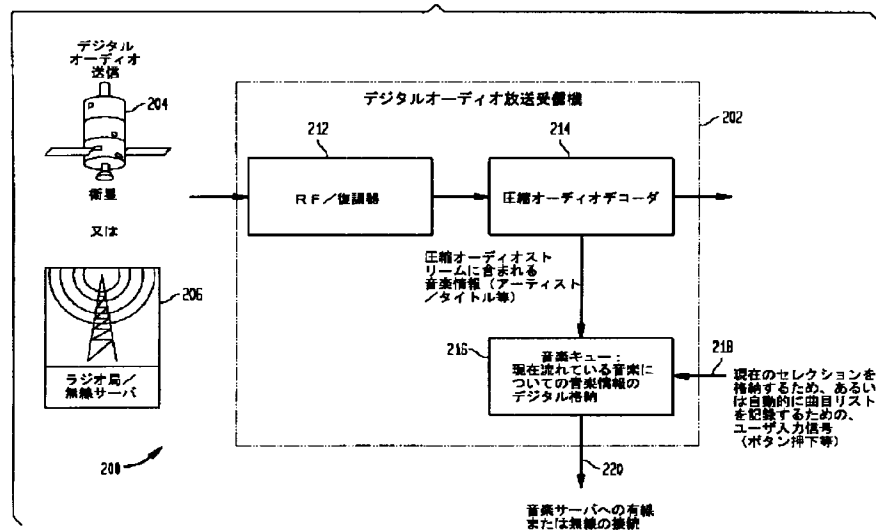 デジタル
オーディオ
送信
204
衛星
又は
206
ラジオ局/
無線サーバ
200
デジタルオーディオ放送受信機
202
212
RF/復調器
214
圧縮オーディオデコーダ
圧縮オーディオスト
リームに含まれる
音楽情報(アーティスト
/タイトル等)
216
音楽キュー:
現在流れている音楽に
ついての音楽情報の
デジタル格納
218
現在のセレクションを
格納するため、あるい
は自動的に曲目リスト
を記録するための、
ユーザ入力信号
(ボタン押下等)
220
音楽サーバへの有線
または無線の接続